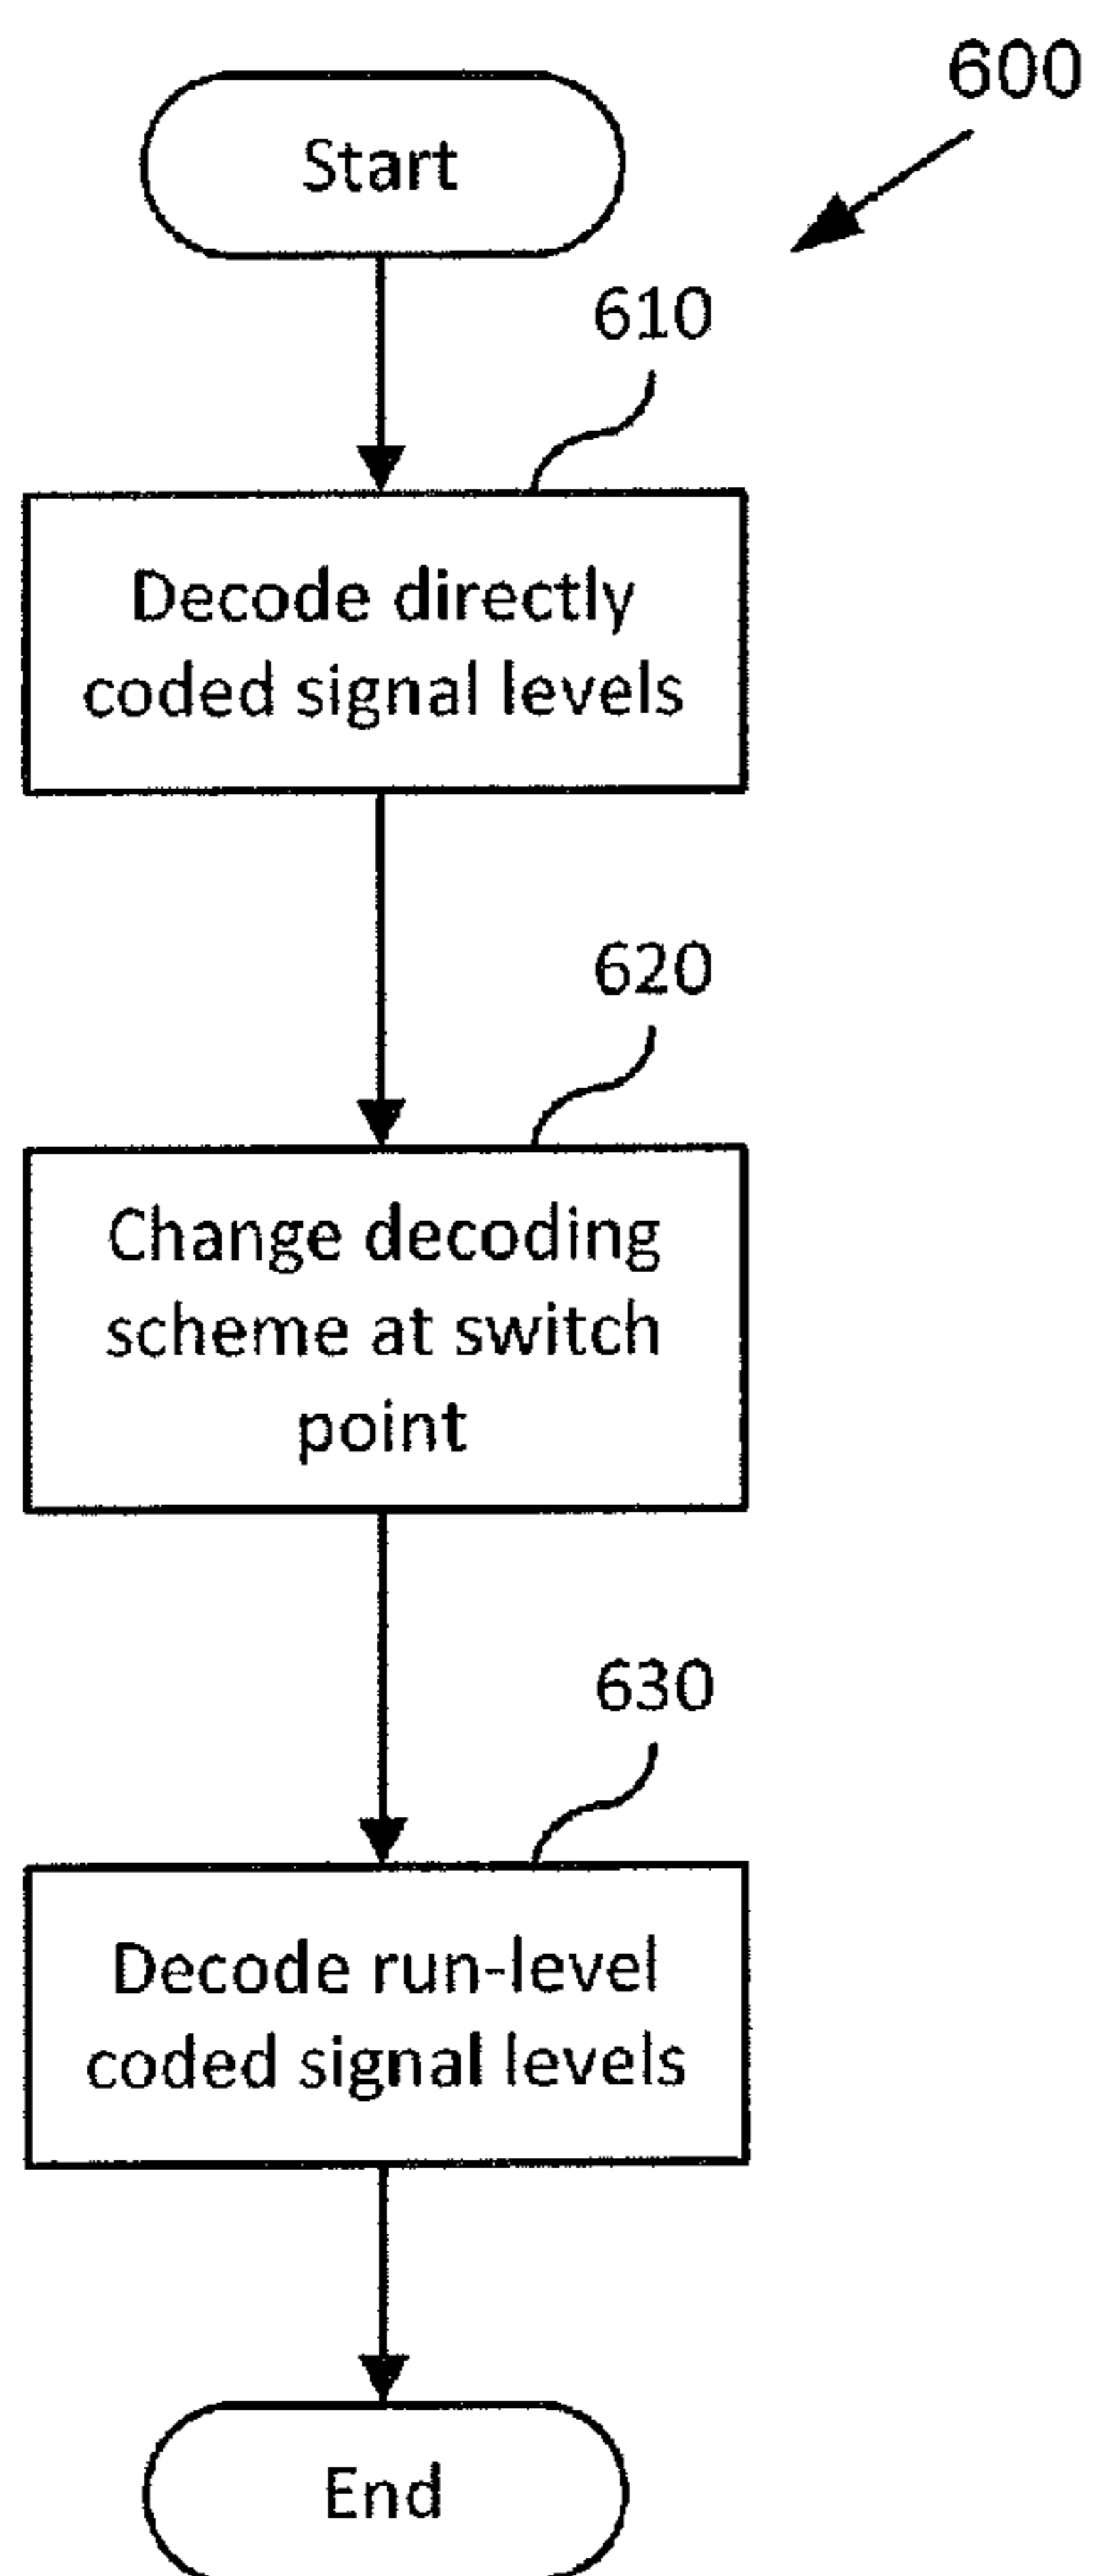 600
Start
610
Decode directly
coded signal levels
620
Change decoding
scheme at switch
point
630
Decode run-level
coded signal levels
End